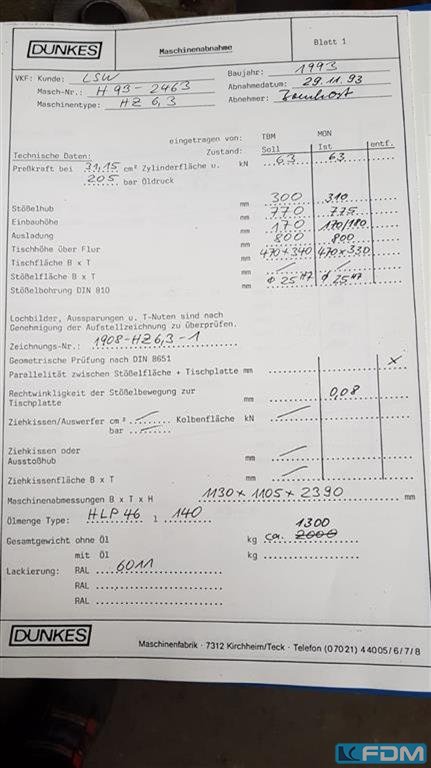 DUNKES Maschinenabnahme Blatt 1
VKF: Kunde: LSW Baujahr: 1993
Masch-Nr.: H 93-2463 Abnahmedatum: 29.11.93
Maschinentype: HZ 6,3 Abnehmer:
eingetragen von: TBM MON
Zustand: Soll Ist entf.
Technische Daten:
Preßkraft bei 31,15 cm² Zylinderfläche u. kN 63 63
205 bar Öldruck
Stößelhub mm 300 310
Einbauhöhe mm 770 775
Ausladung mm 170 170/180
Tischhöhe über Flur mm 800 800
Tischfläche B x T mm 470×340 470×330
Stößelfläche B x T mm
Stößelbohrung DIN 810 mm ϕ 25 H7 ϕ 25 H7
Lochbilder, Aussparungen u. T-Nuten sind nach
Genehmigung der Aufstellzeichnung zu überprüfen.
Zeichnungs-Nr.: 1908-HZ6,3-1
Geometrische Prüfung nach DIN 8651
Parallelität zwischen Stößelfläche + Tischplatte mm x
Rechtwinkligkeit der Stößelbewegung zur
Tischplatte mm 0,08
Ziehkissen/Auswerfer cm² Kolbenfläche kN
bar
Ziehkissen oder
Ausstoßhub mm
Ziehkissenfläche B x T mm
Maschinenabmessungen B x T x H 1130 × 1105 × 2390 mm
Ölmenge Type: HLP 46 l 140
1300
Gesamtgewicht ohne Öl kg ca. 2000
mit Öl kg
Lackierung: RAL 6011
RAL
RAL
DUNKES Maschinenfabrik · 7312 Kirchheim/Teck · Telefon (07021) 44005/6/7/8
FDM